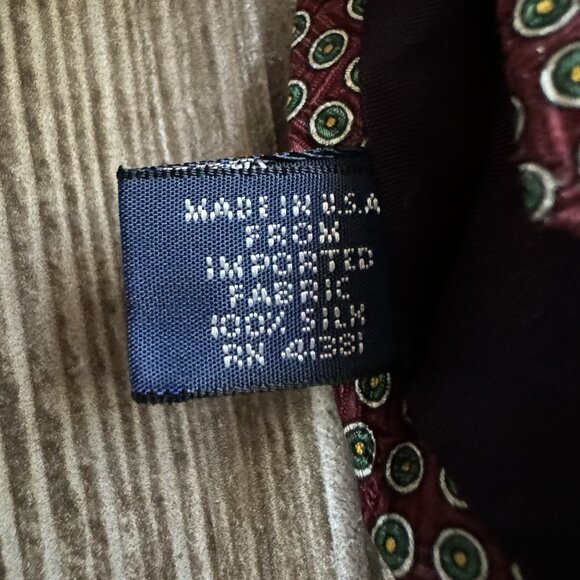 MADE IN U.S.A
FROM
IMPORTED
FABRIC
100% SILK
RN 41381